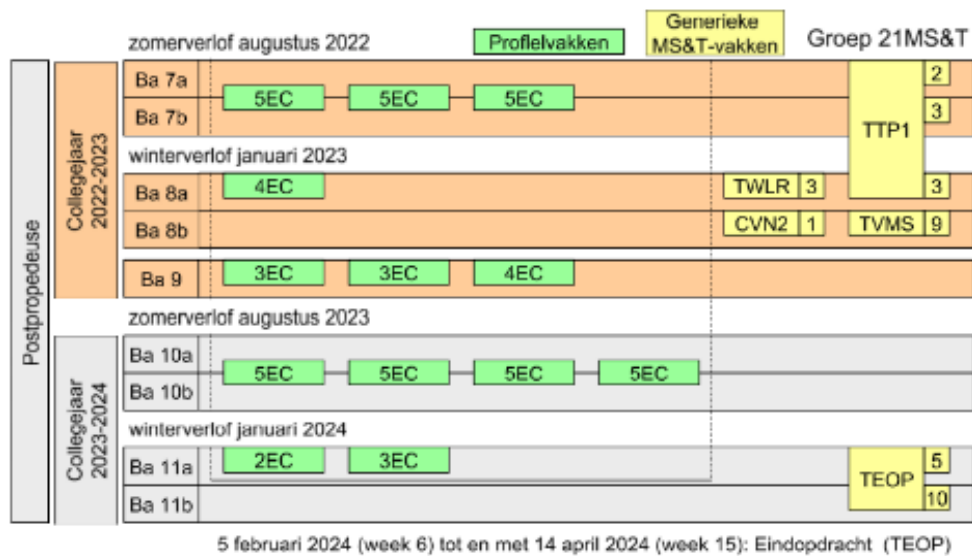 zomerverlof augustus 2022
Proflelvakken
Generieke
MS&T-vakken
Groep 21MS&T
Postpropedeuse
Collegejaar
2022-2023
Ba 7a
2
5EC 5EC 5EC
TTP1
Ba 7b
3
winterverlof januari 2023
Ba 8a
4EC
TWLR 3
3
Ba 8b
CVN2 1
TVMS 9
Ba 9
3EC 3EC 4EC
zomerverlof augustus 2023
Collegejaar
2023-2024
Ba 10a
5EC 5EC 5EC 5EC
Ba 10b
winterverlof januari 2024
Ba 11a
2EC 3EC
TEOP
5
Ba 11b
10
5 februari 2024 (week 6) tot en met 14 april 2024 (week 15): Eindopdracht (TEOP)